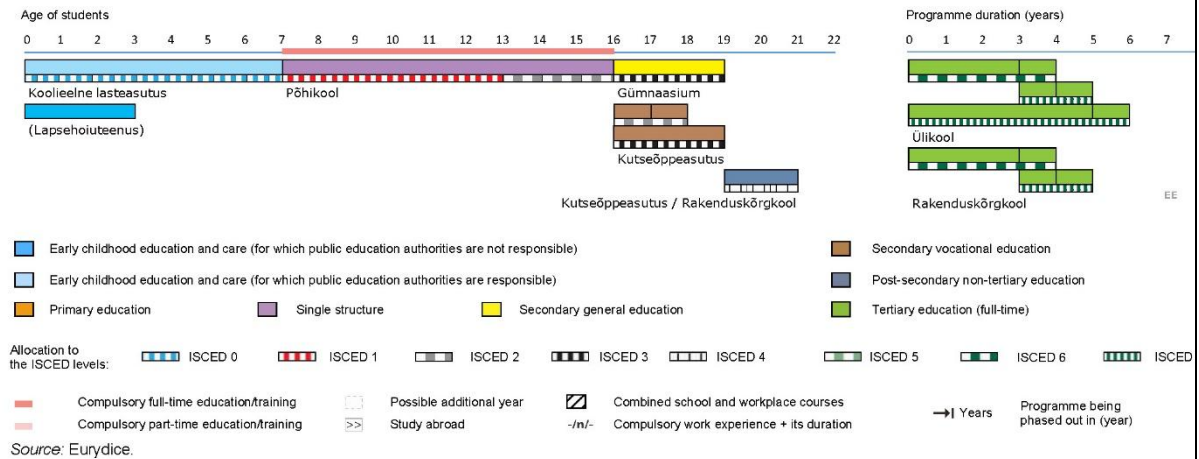 Age of students Programme duration (years)
0 1 2 3 4 5 6 7 8 9 10 11 12 13 14 15 16 17 18 19 20 21 22 0 1 2 3 4 5 6 7
Koolieelne lasteasutus Põhikool Gümnaasium
(Lapsehoiuteenus) Ülikool
Kutseõppeasutus
Kutseõppeasutus / Rakenduskõrgkool Rakenduskõrgkool EE
Early childhood education and care (for which public education authorities are not responsible) Secondary vocational education
Early childhood education and care (for which public education authorities are responsible) Post-secondary non-tertiary education
Primary education Single structure Secondary general education Tertiary education (full-time)
Allocation to
the ISCED levels: ISCED 0 ISCED 1 ISCED 2 ISCED 3 ISCED 4 ISCED 5 ISCED 6 ISCED
Compulsory full-time education/training Possible additional year Combined school and workplace courses Years Programme being
Compulsory part-time education/training >> Study abroad -/n/- Compulsory work experience + its duration phased out in (year)
Source: Eurydice.